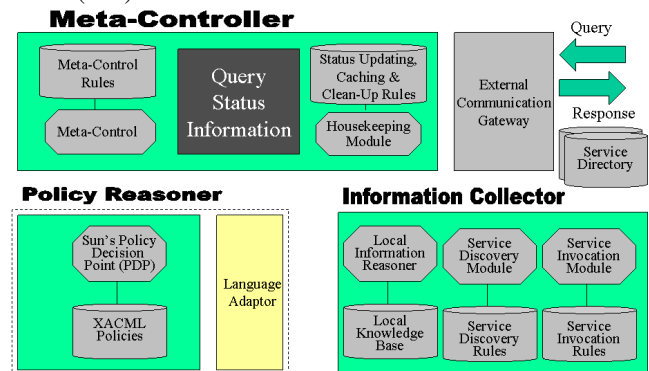 Meta-Controller
Meta-Control
Rules
Meta-Control
Query
Status
Information
Status Updating,
Caching &
Clean-Up Rules
Housekeeping
Module
External
Communication
Gateway
Query
Response
Service
Directory
Policy Reasoner
Sun's Policy
Decision
Point (PDP)
XACML
Policies
Language
Adaptor
Information Collector
Local
Information
Reasoner
Service
Discovery
Module
Service
Invocation
Module
Local
Knowledge
Base
Service
Discovery
Rules
Service
Invocation
Rules